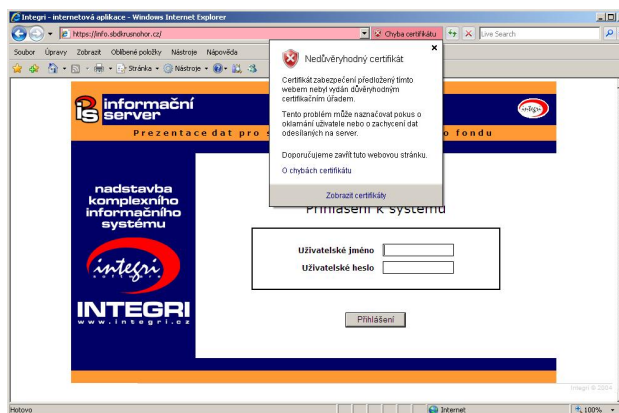 Integri - internetová aplikace - Windows Internet Explorer
https://info.sbdkrusnohor.cz/
Chyba certifikátu
Live Search
Soubor Úpravy Zobrazit Oblíbené položky Nástroje Nápověda
Stránka
Nástroje
Nedůvěryhodný certifikát
Certifikát zabezpečení předložený tímto
webem nebyl vydán důvěryhodným
certifikačním úřadem.
Tento problém může naznačovat pokus o
oklamání uživatele nebo o zachycení dat
odesílaných na server.
Doporučujeme zavřít tuto webovou stránku.
O chybách certifikátu
Zobrazit certifikáty
is informační
server
integri
Prezentace dat pro s
o fondu
nadstavba
komplexního
informačního
systému
integri
software
INTEGRI
www.integri.cz
Přihlášení k systému
Uživatelské jméno
Uživatelské heslo
Přihlášení
Integri © 2004
Hotovo
Internet
100%